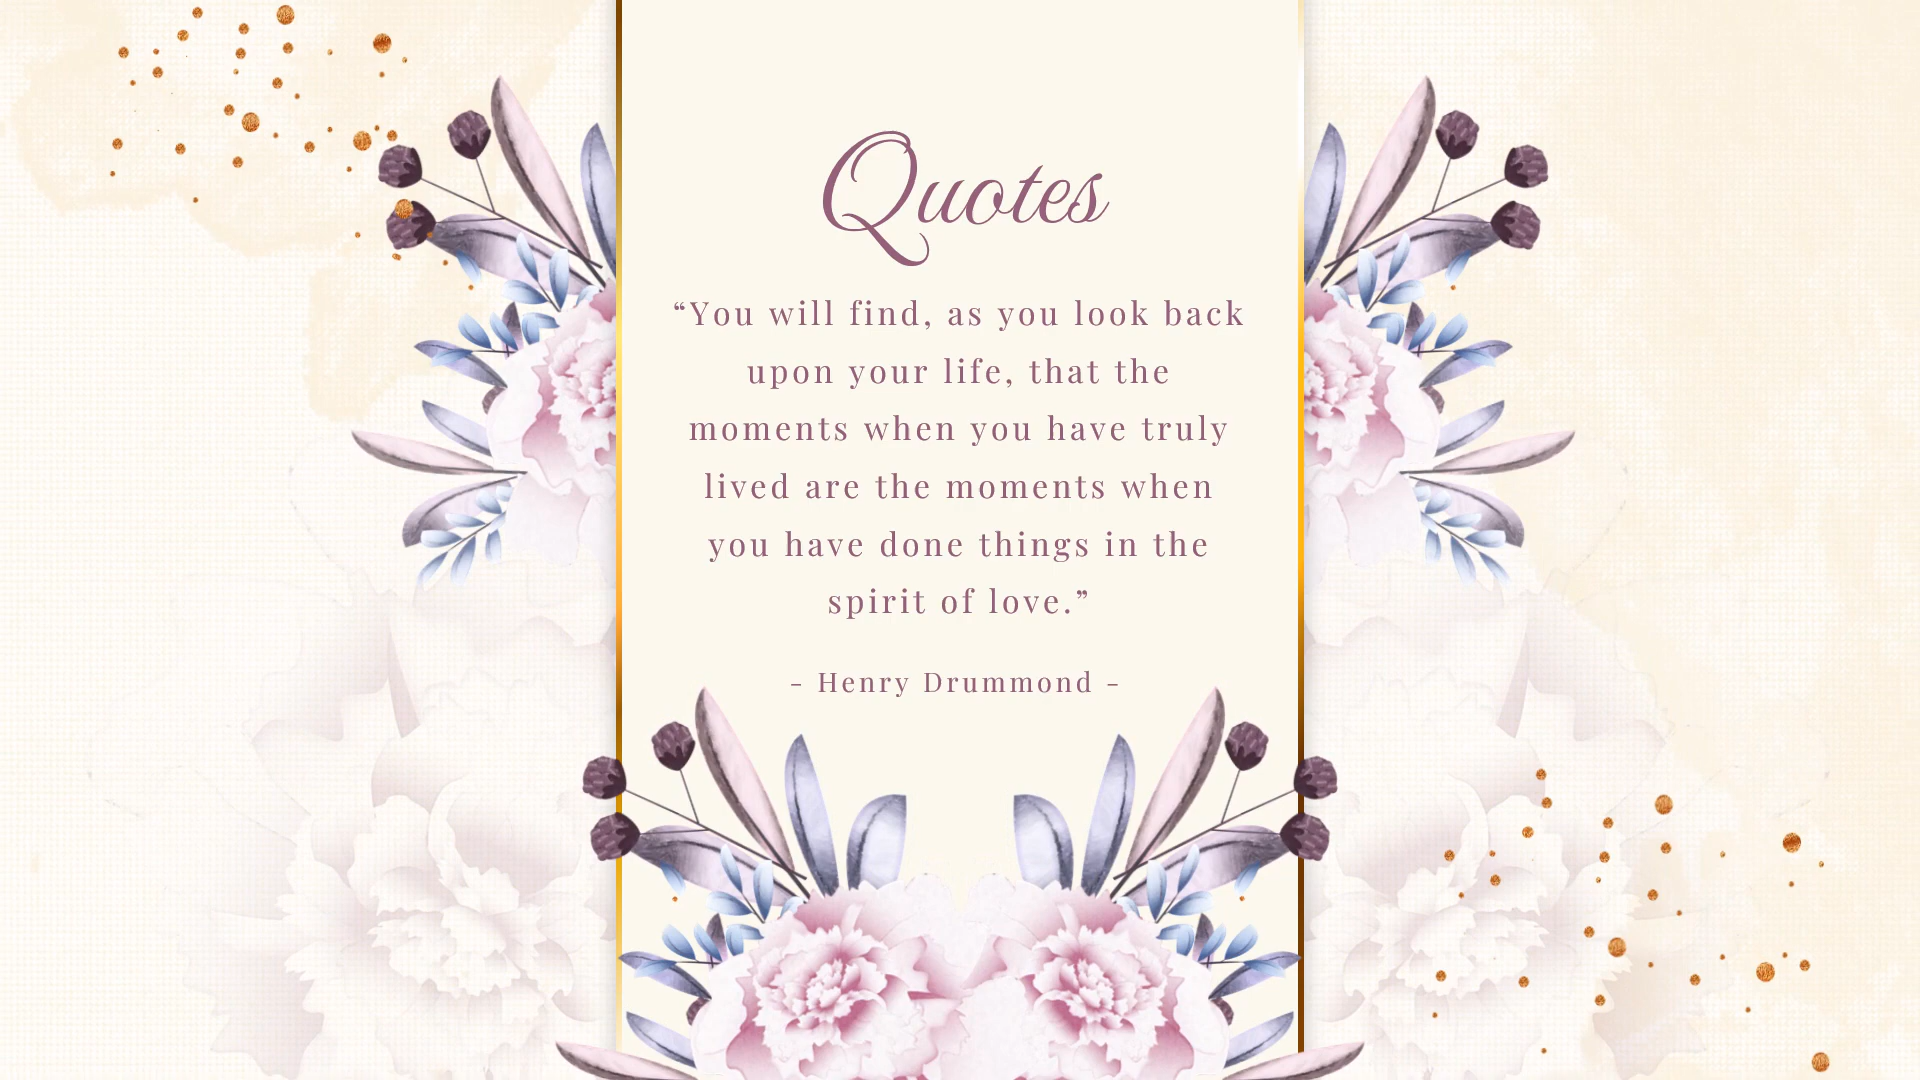 Quotes
“You will find, as you look back
upon your life, that the
moments when you have truly
lived are the moments when
you have done things in the
spirit of love.”
- Henry Drummond -